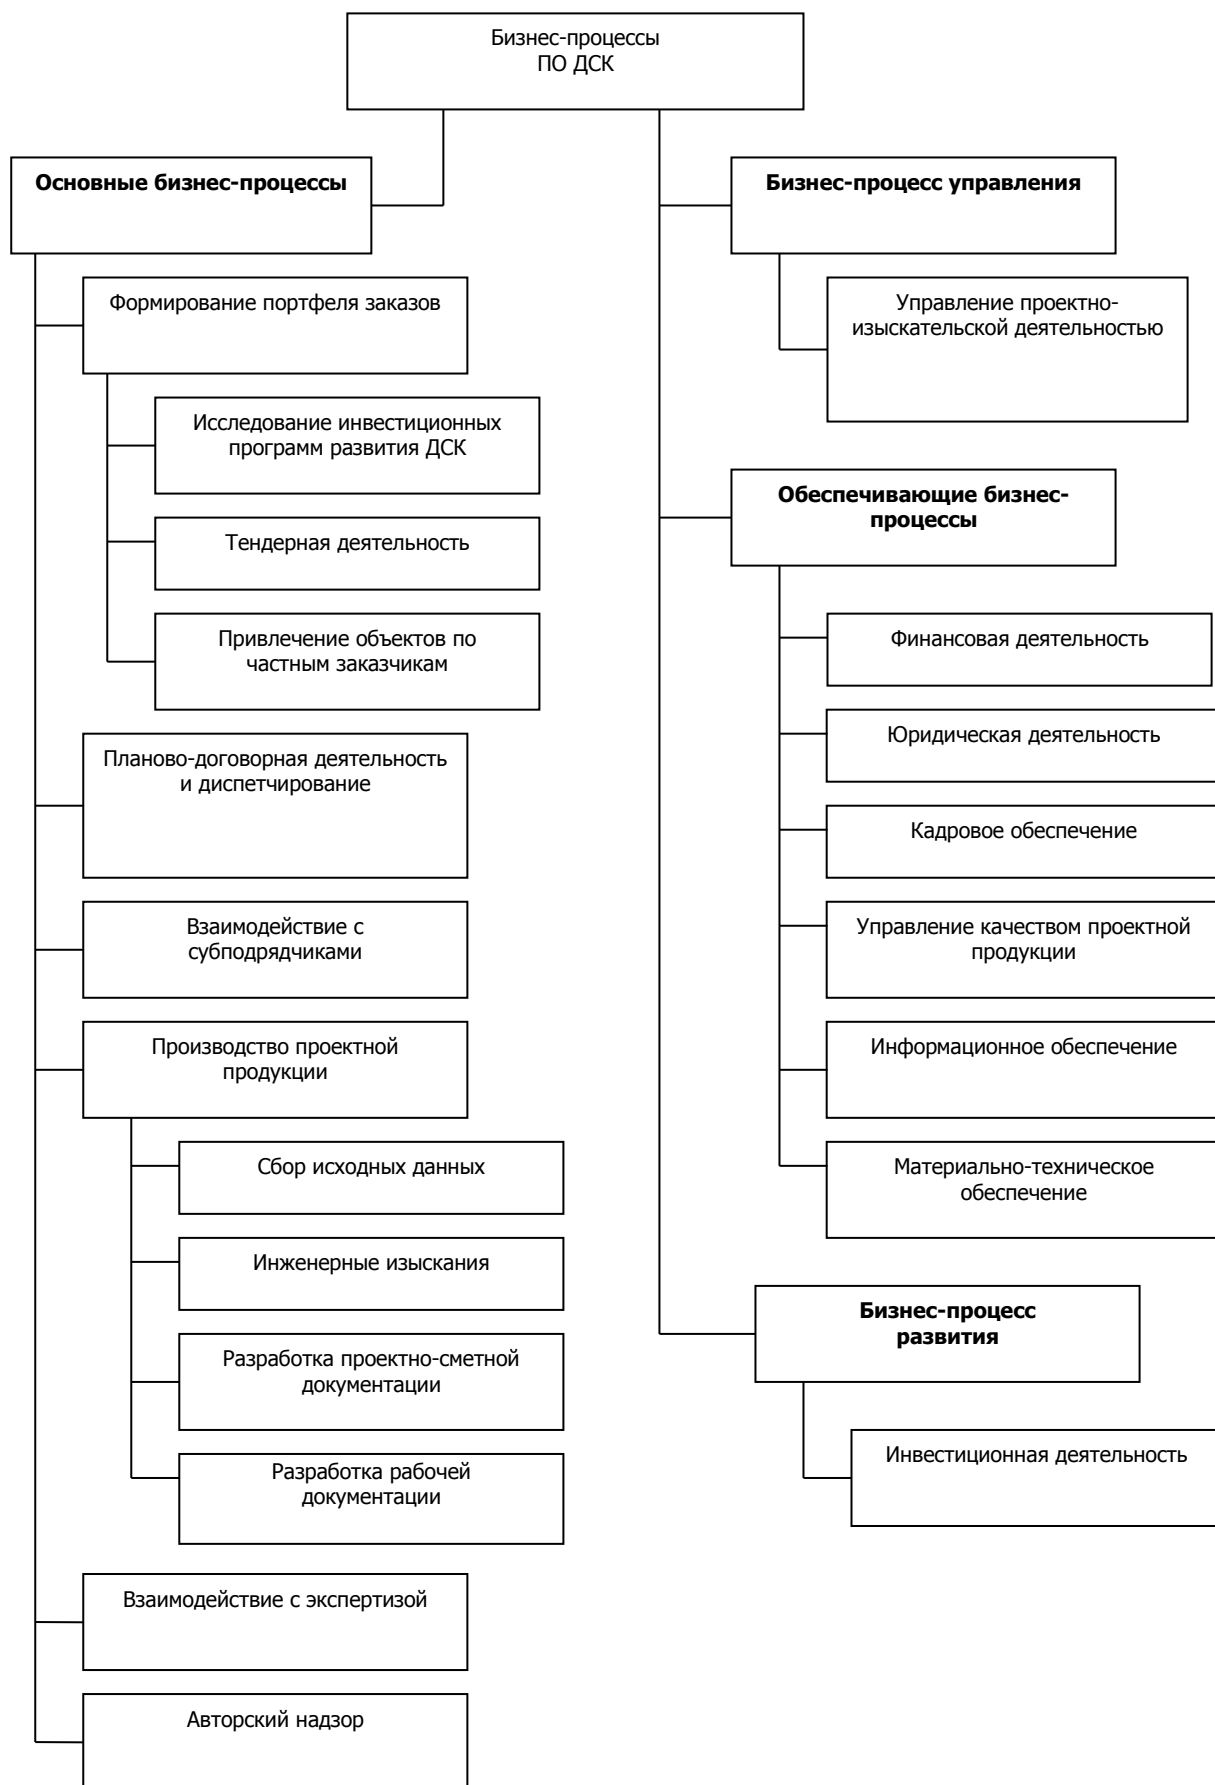 Бизнес-процессы
ПО ДСК
Основные бизнес-процессы
Формирование портфеля заказов
Исследование инвестиционных
программ развития ДСК
Тендерная деятельность
Привлечение объектов по
частным заказчикам
Планово-договорная деятельность
и диспетчирование
Взаимодействие с
субподрядчиками
Производство проектной
продукции
Сбор исходных данных
Инженерные изыскания
Разработка проектно-сметной
документации
Разработка рабочей
документации
Взаимодействие с экспертизой
Авторский надзор
Бизнес-процесс управления
Управление проектно-
изыскательской деятельностью
Обеспечивающие бизнес-
процессы
Финансовая деятельность
Юридическая деятельность
Кадровое обеспечение
Управление качеством проектной
продукции
Информационное обеспечение
Материально-техническое
обеспечение
Бизнес-процесс
развития
Инвестиционная деятельность